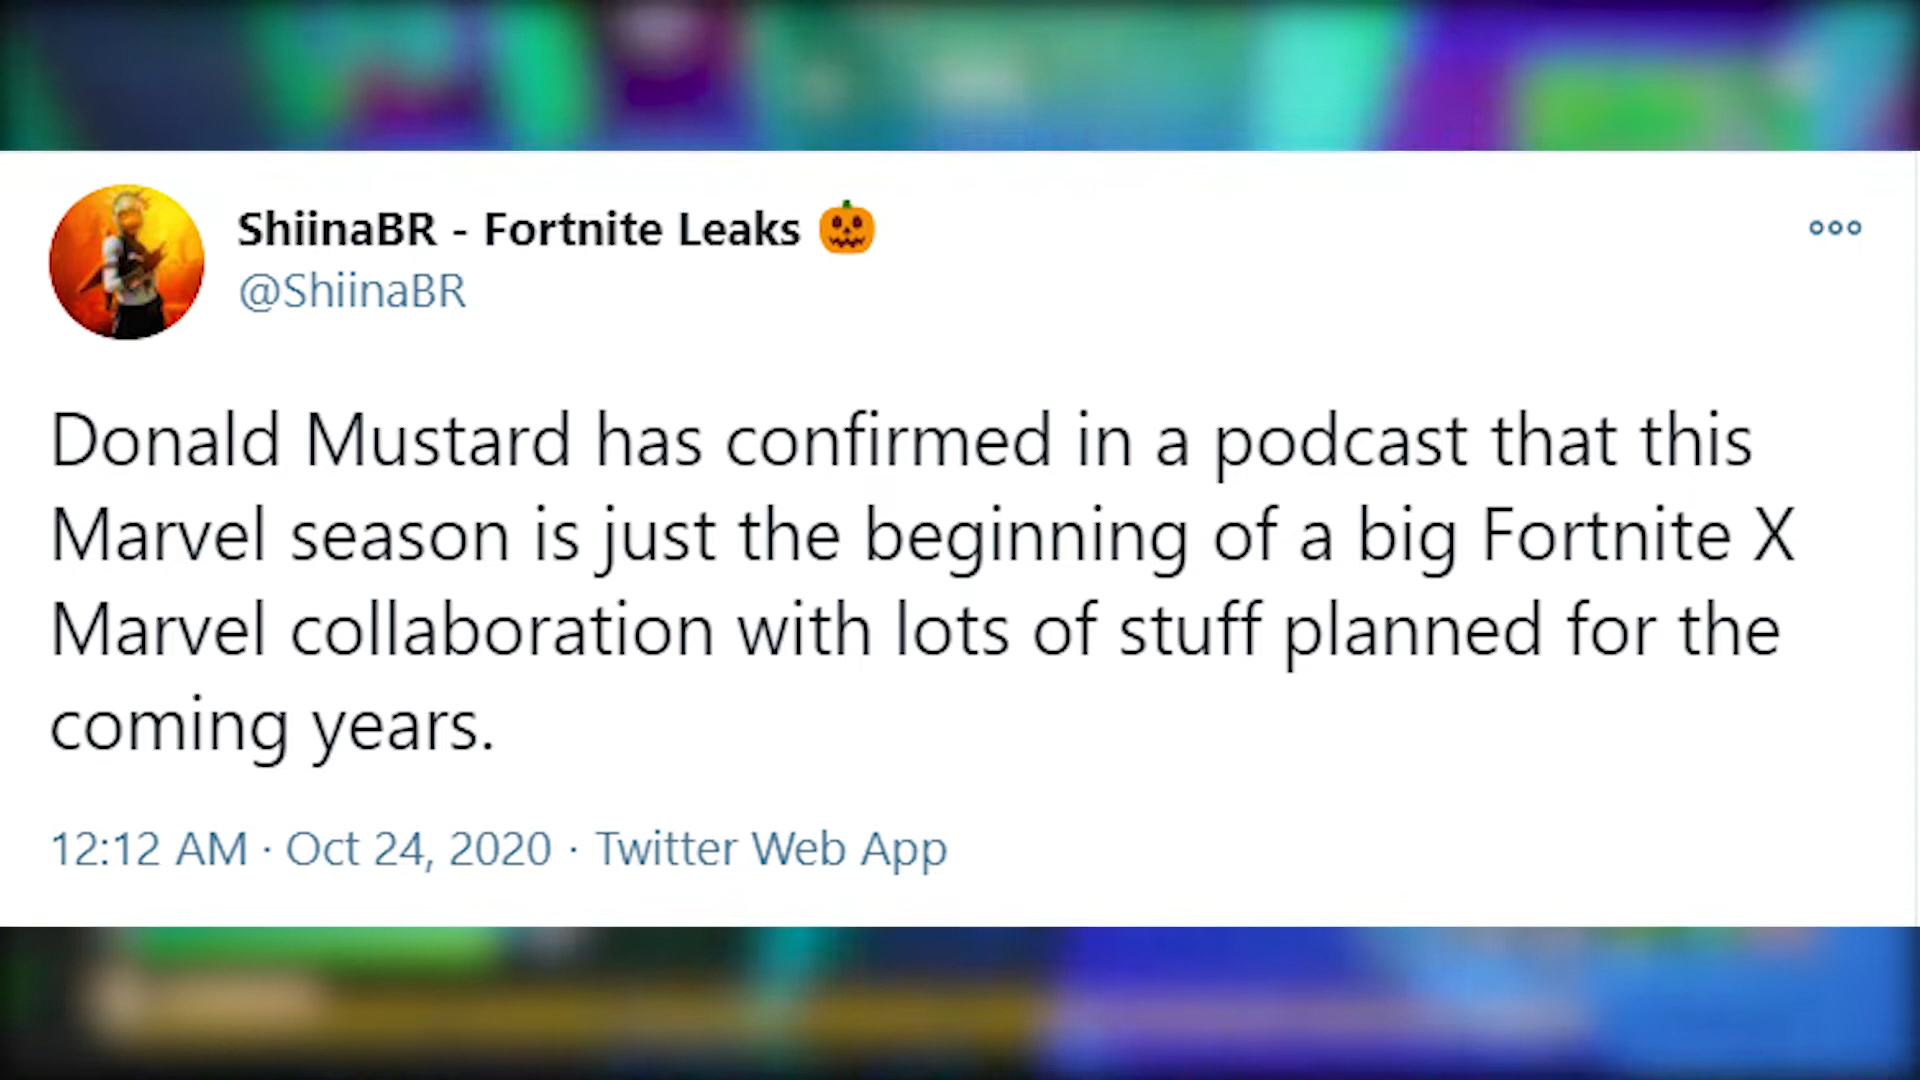 ShiinaBR - Fortnite Leaks 🎃
@ShiinaBR
Donald Mustard has confirmed in a podcast that this
Marvel season is just the beginning of a big Fortnite X
Marvel collaboration with lots of stuff planned for the
coming years.
12:12 AM · Oct 24, 2020 · Twitter Web App